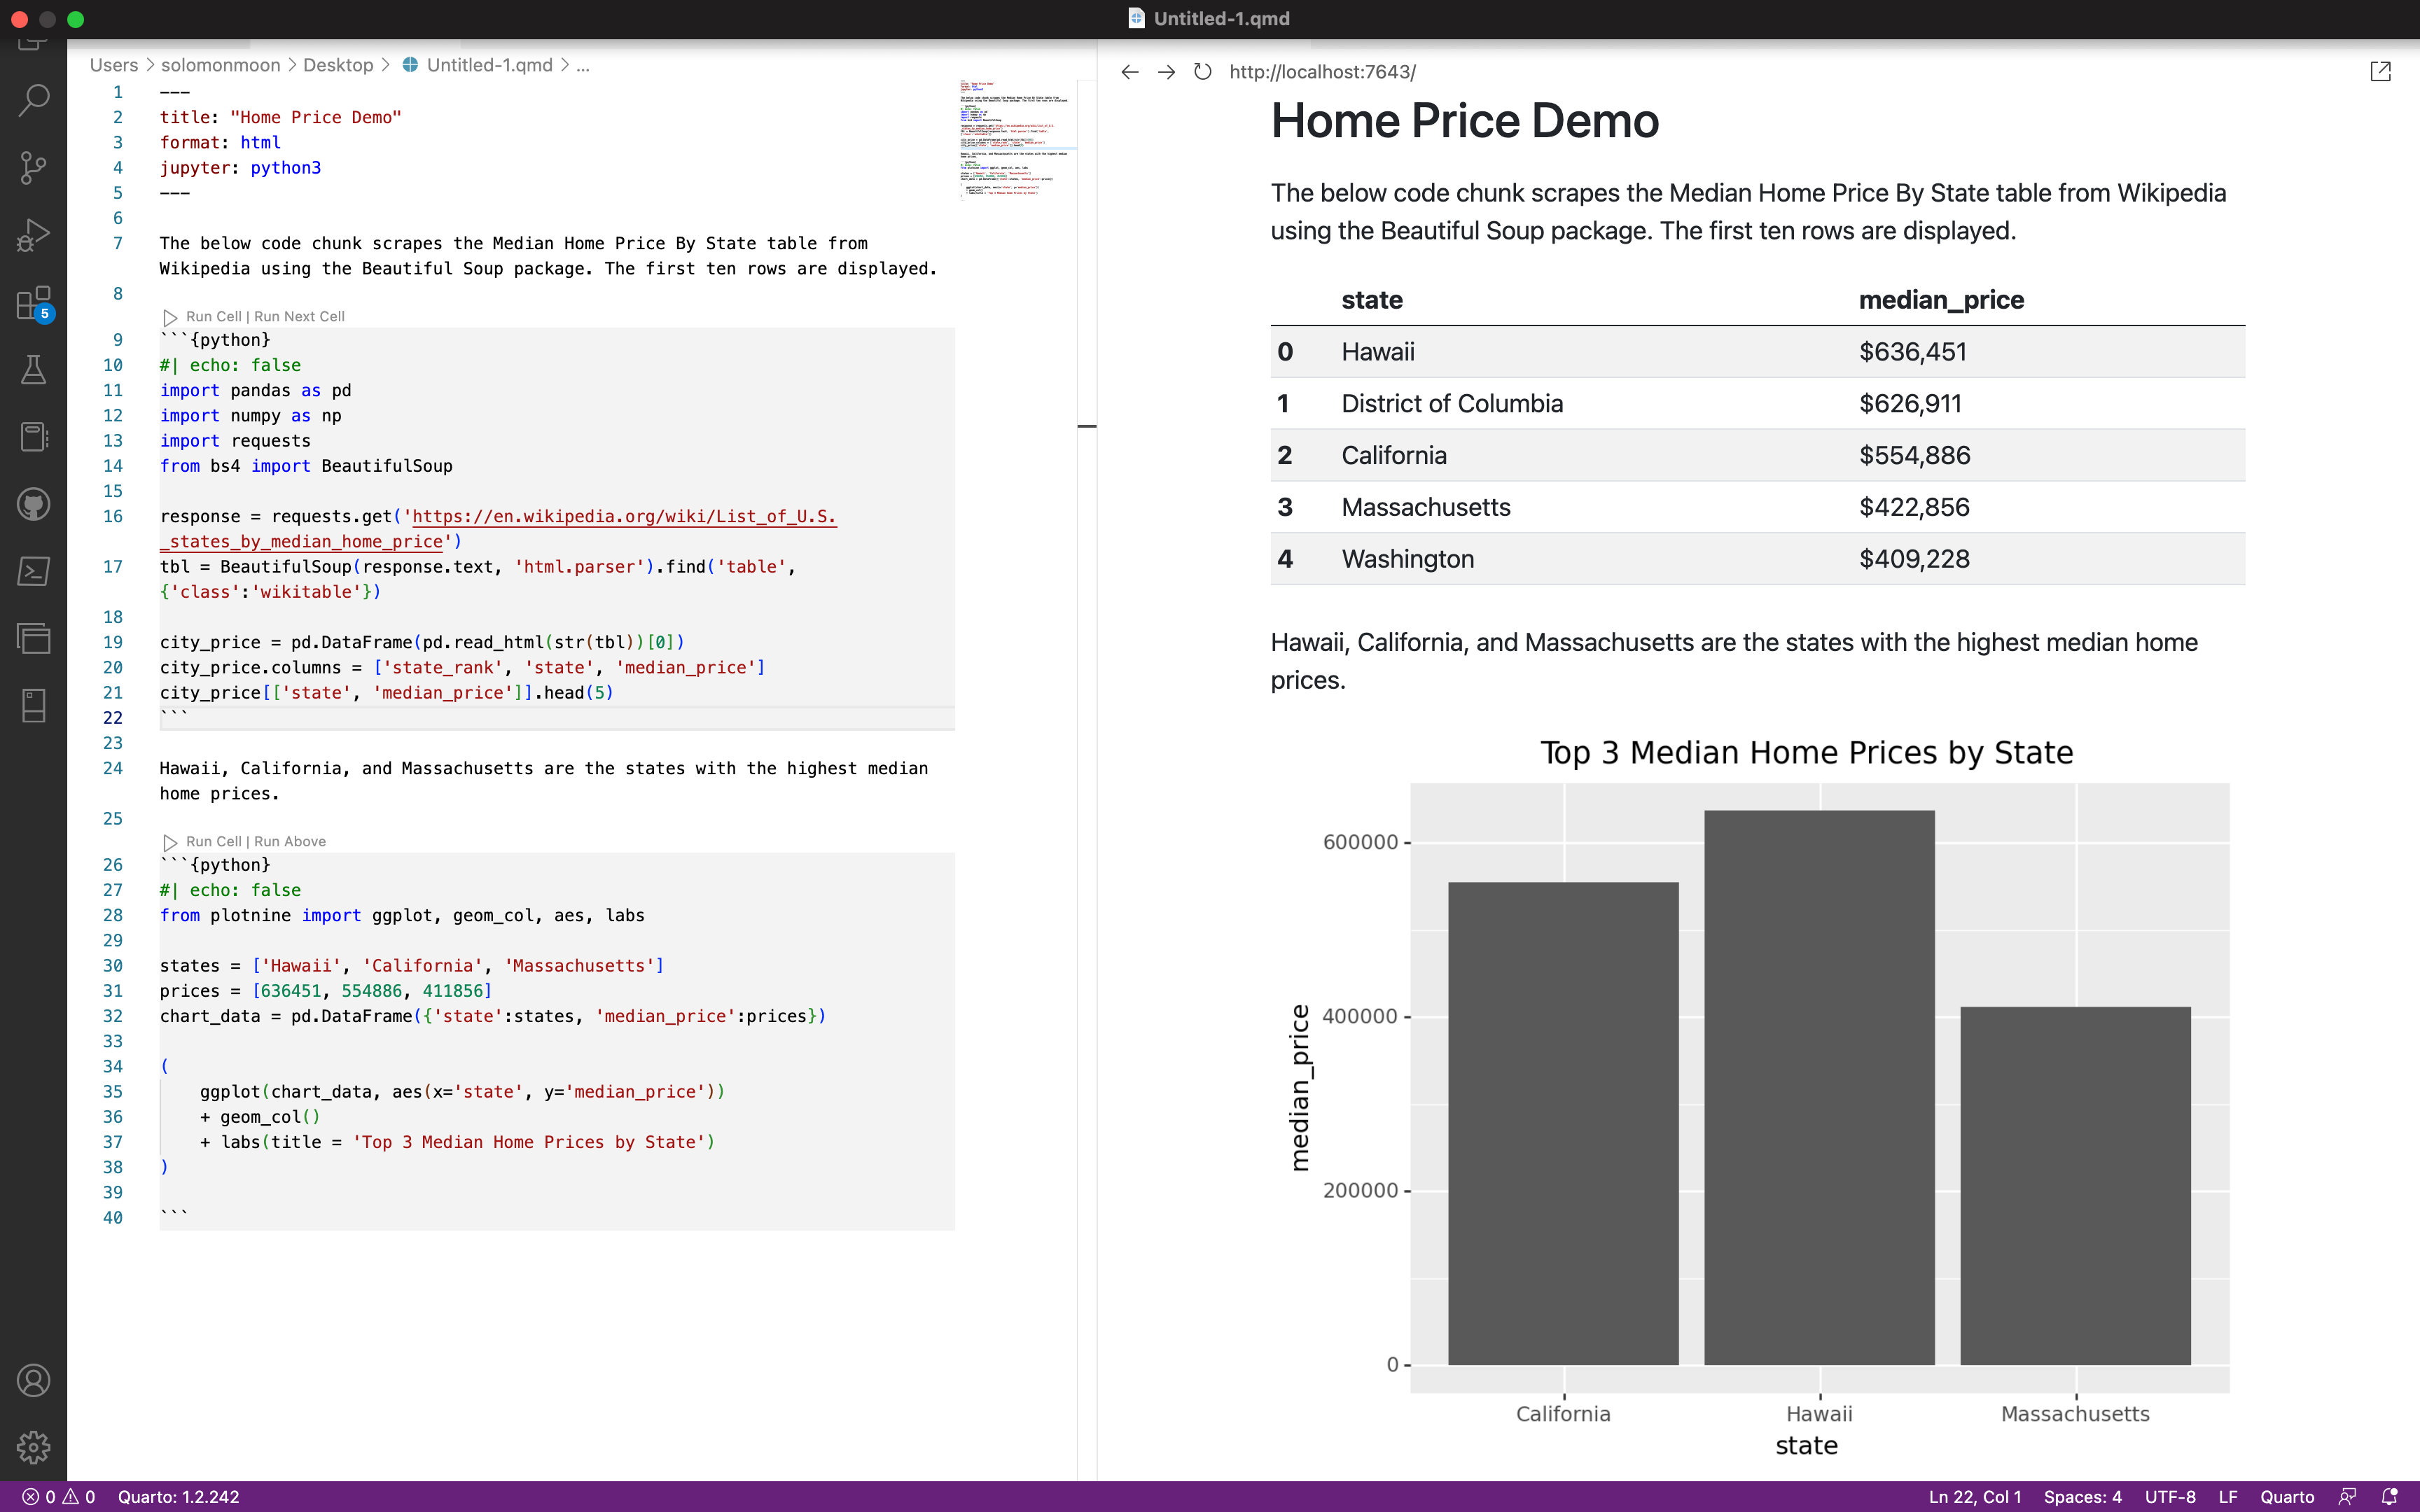 Untitled-1.qmd
Users > solomonmoon > Desktop > Untitled-1.qmd > ...
1 ---
2 title: "Home Price Demo"
3 format: html
4 jupyter: python3
5 ---
6
7 The below code chunk scrapes the Median Home Price By State table from
Wikipedia using the Beautiful Soup package. The first ten rows are displayed.
8
Run Cell | Run Next Cell
9 ```{python}
10 #| echo: false
11 import pandas as pd
12 import numpy as np
13 import requests
14 from bs4 import BeautifulSoup
15
16 response = requests.get('https://en.wikipedia.org/wiki/List_of_U.S.
_states_by_median_home_price')
17 tbl = BeautifulSoup(response.text, 'html.parser').find('table',
{'class':'wikitable'})
18
19 city_price = pd.DataFrame(pd.read_html(str(tbl))[0])
20 city_price.columns = ['state_rank', 'state', 'median_price']
21 city_price[['state', 'median_price']].head(5)
22 ```
23
24 Hawaii, California, and Massachusetts are the states with the highest median
home prices.
25
Run Cell | Run Above
26 ```{python}
27 #| echo: false
28 from plotnine import ggplot, geom_col, aes, labs
29
30 states = ['Hawaii', 'California', 'Massachusetts']
31 prices = [636451, 554886, 411856]
32 chart_data = pd.DataFrame({'state':states, 'median_price':prices})
33
34 (
35 ggplot(chart_data, aes(x='state', y='median_price'))
36 + geom_col()
37 + labs(title = 'Top 3 Median Home Prices by State')
38 )
39
40 ```
5
http://localhost:7643/
Home Price Demo
The below code chunk scrapes the Median Home Price By State table from Wikipedia
using the Beautiful Soup package. The first ten rows are displayed.
state median_price
0 Hawaii $636,451
1 District of Columbia $626,911
2 California $554,886
3 Massachusetts $422,856
4 Washington $409,228
Hawaii, California, and Massachusetts are the states with the highest median home
prices.
Top 3 Median Home Prices by State
600000
400000
200000
0
median_price
California Hawaii Massachusetts
state
0 0 Quarto: 1.2.242
Ln 22, Col 1 Spaces: 4 UTF-8 LF Quarto